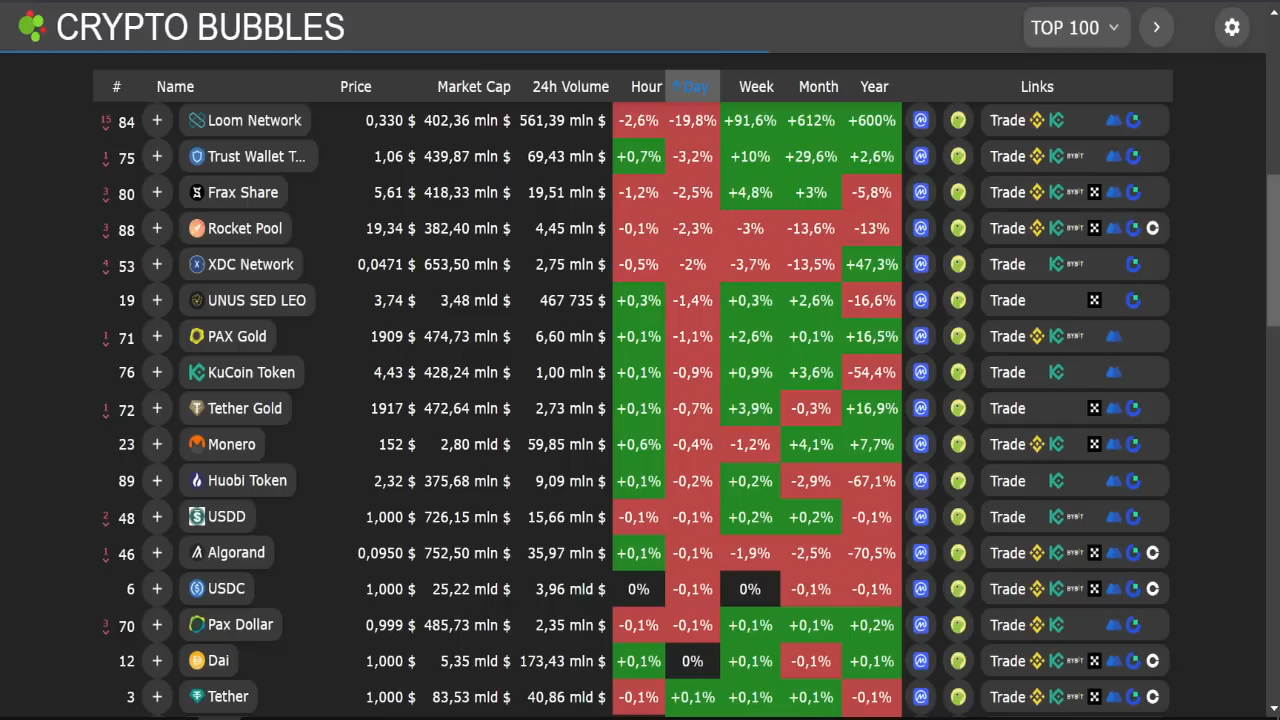 CRYPTO BUBBLES TOP 100
# Name Price Market Cap 24h Volume Hour Day Week Month Year Links
15 84 + Loom Network 0,330 $ 402,36 mln $ 561,39 mln $ -2,6% -19,8% +91,6% +612% +600% Trade
1 75 + Trust Wallet T... 1,06 $ 439,87 mln $ 69,43 mln $ +0,7% -3,2% +10% +29,6% +2,6% Trade BYBIT
3 80 + Frax Share 5,61 $ 418,33 mln $ 19,51 mln $ -1,2% -2,5% +4,8% +3% -5,8% Trade BYBIT
3 88 + Rocket Pool 19,34 $ 382,40 mln $ 4,45 mln $ -0,1% -2,3% -3% -13,6% -13% Trade BYBIT
4 53 + XDC Network 0,0471 $ 653,50 mln $ 2,75 mln $ -0,5% -2% -3,7% -13,5% +47,3% Trade BYBIT
19 + UNUS SED LEO 3,74 $ 3,48 mld $ 467 735 $ +0,3% -1,4% +0,3% +2,6% -16,6% Trade
1 71 + PAX Gold 1909 $ 474,73 mln $ 6,60 mln $ +0,1% -1,1% +2,6% +0,1% +16,5% Trade BYBIT
76 + KuCoin Token 4,43 $ 428,24 mln $ 1,00 mln $ +0,1% -0,9% +0,9% +3,6% -54,4% Trade
1 72 + Tether Gold 1917 $ 472,64 mln $ 2,73 mln $ +0,1% -0,7% +3,9% -0,3% +16,9% Trade
23 + Monero 152 $ 2,80 mld $ 59,85 mln $ +0,6% -0,4% -1,2% +4,1% +7,7% Trade
89 + Huobi Token 2,32 $ 375,68 mln $ 9,09 mln $ +0,1% -0,2% +0,2% -2,9% -67,1% Trade
2 48 + USDD 1,000 $ 726,15 mln $ 15,66 mln $ -0,1% -0,1% +0,2% +0,2% -0,1% Trade BYBIT
1 46 + Algorand 0,0950 $ 752,50 mln $ 35,97 mln $ +0,1% -0,1% -1,9% -2,5% -70,5% Trade BYBIT
6 + USDC 1,000 $ 25,22 mld $ 3,96 mld $ 0% -0,1% 0% -0,1% -0,1% Trade BYBIT
3 70 + Pax Dollar 0,999 $ 485,73 mln $ 2,35 mln $ -0,1% -0,1% +0,1% +0,1% +0,2% Trade
12 + Dai 1,000 $ 5,35 mld $ 173,43 mln $ +0,1% 0% +0,1% -0,1% +0,1% Trade BYBIT
3 + Tether 1,000 $ 83,53 mld $ 40,86 mld $ -0,1% +0,1% +0,1% +0,1% -0,1% Trade BYBIT